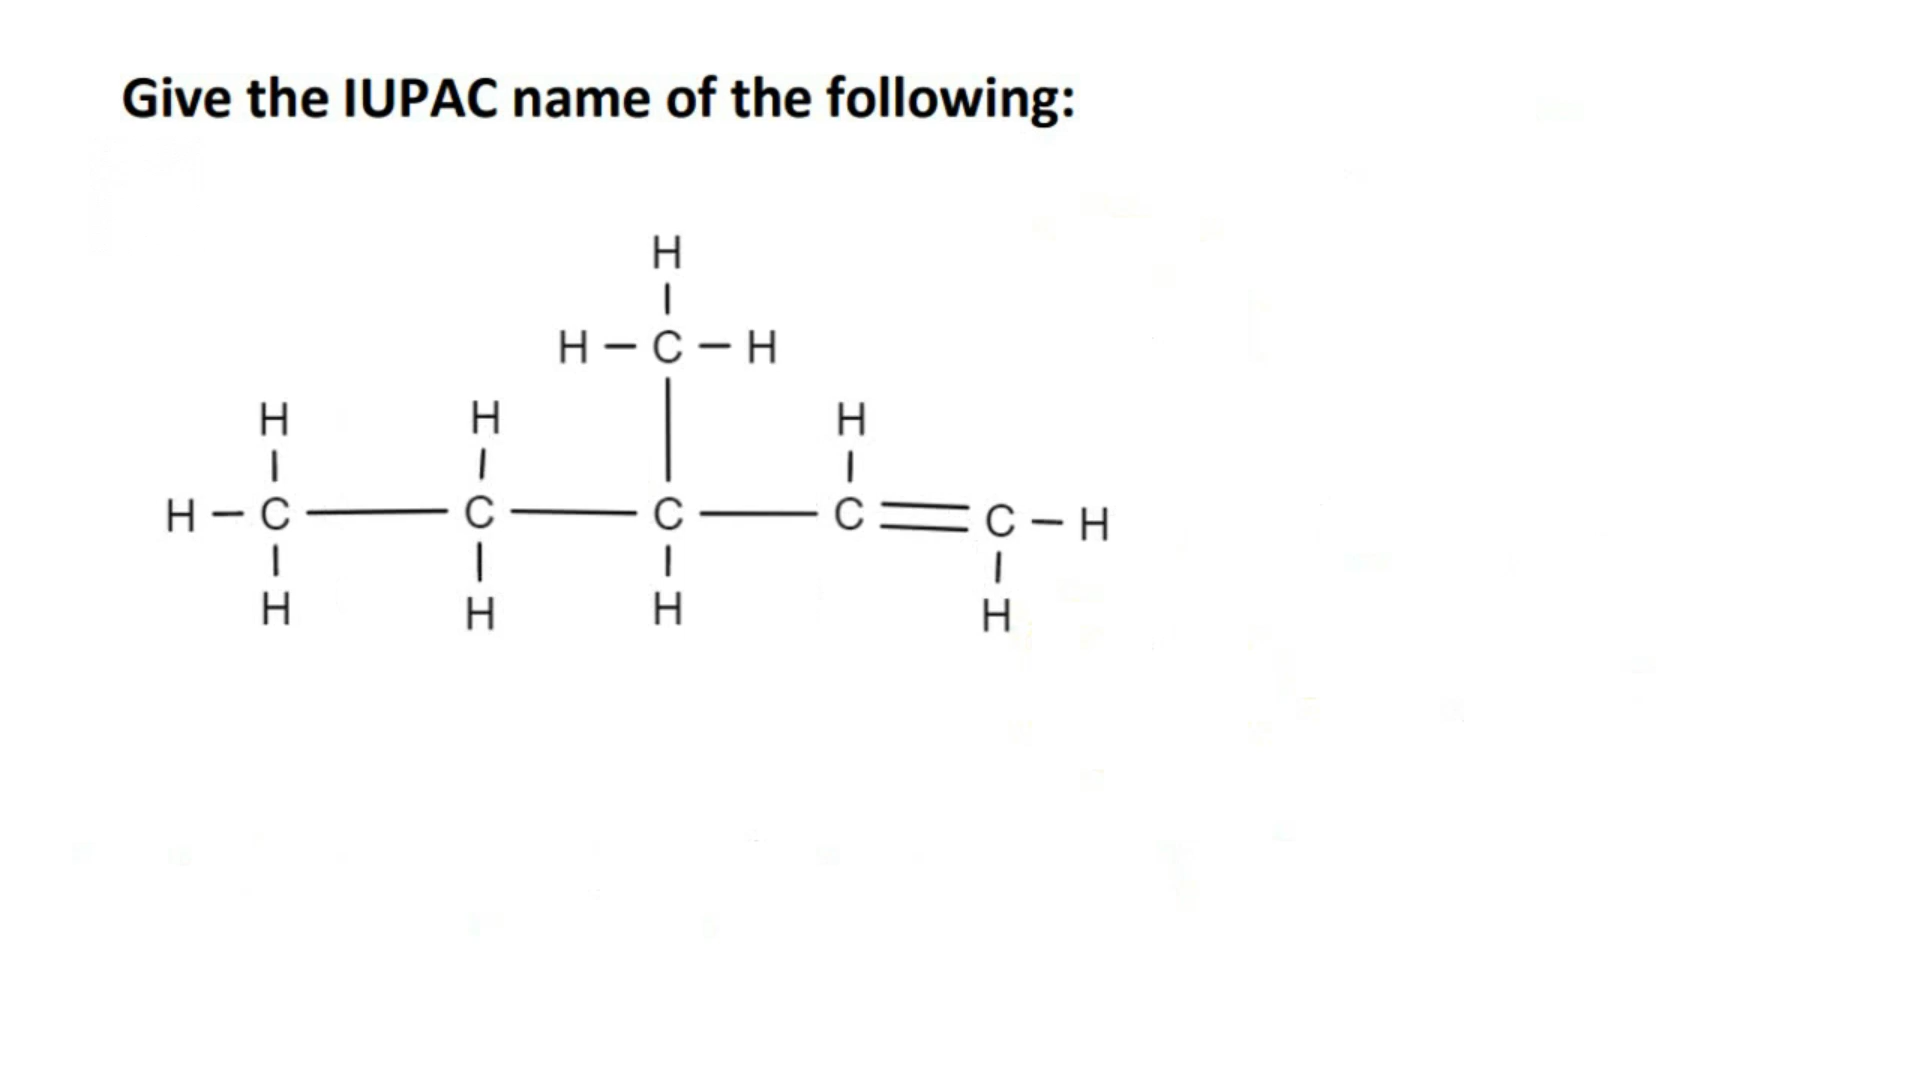 Give the IUPAC name of the following:
H
H-C-H
H H H
H-C-C-C-C=C-H
H H H H